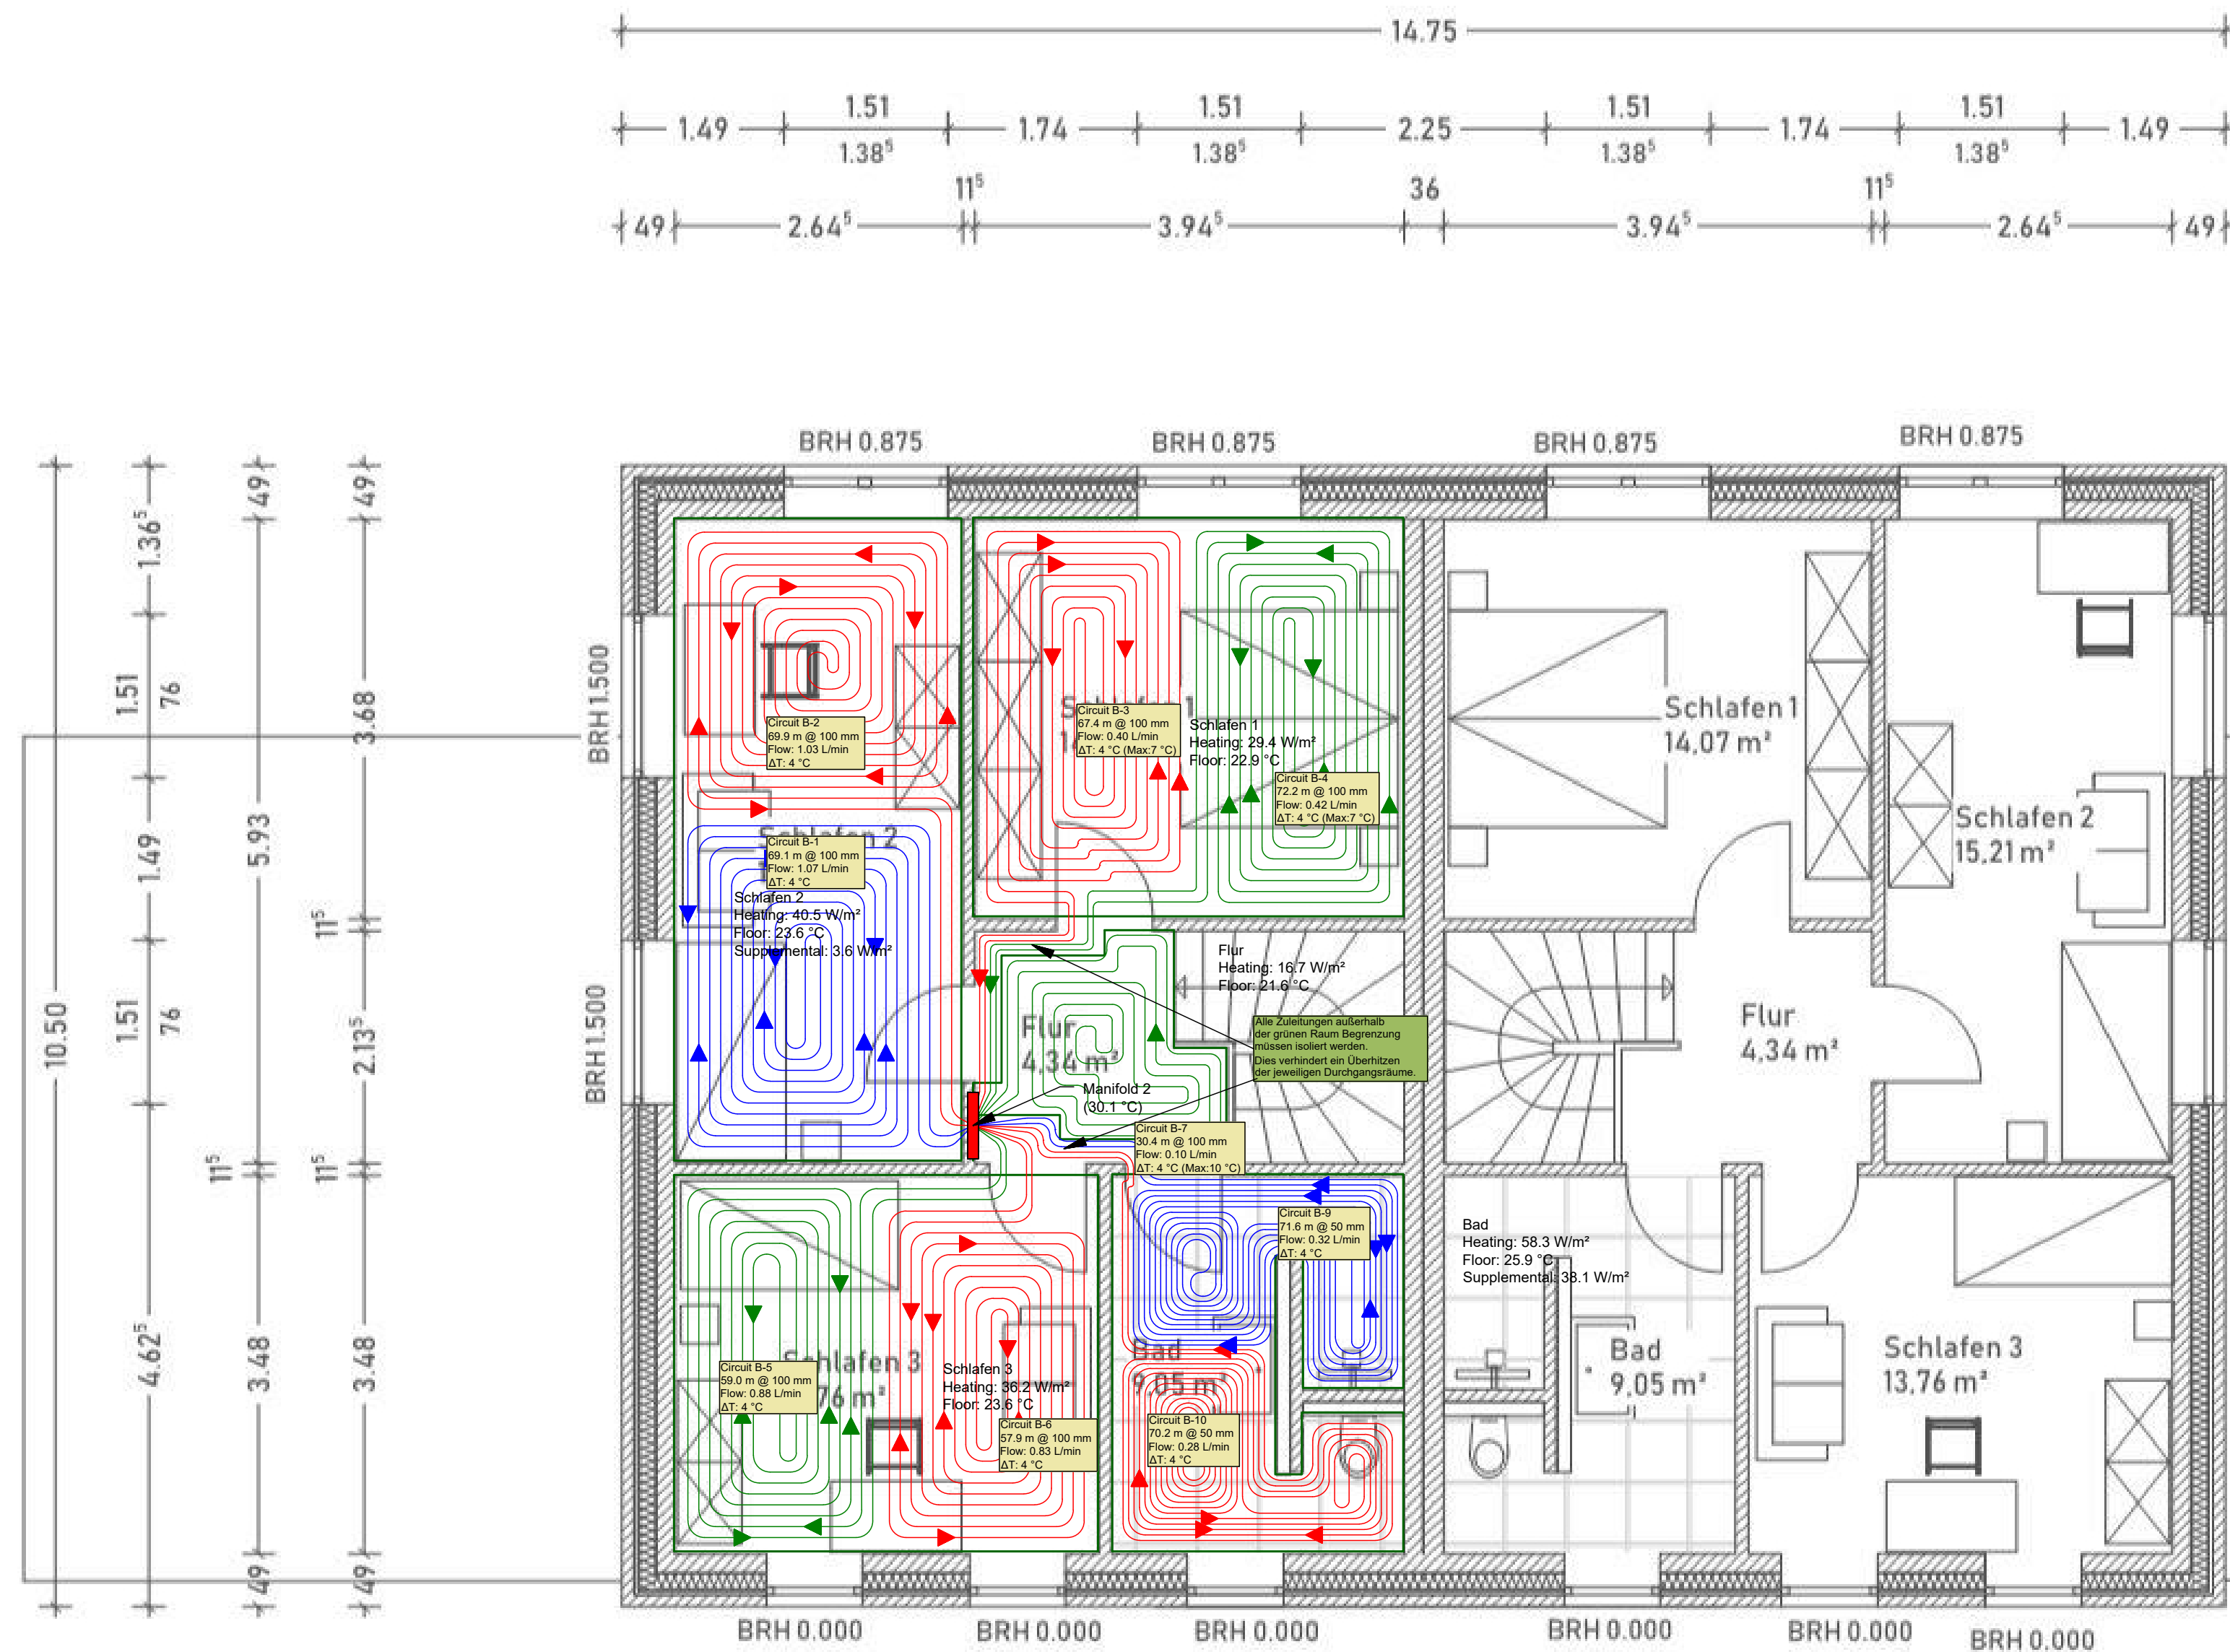 14.75
1.51
1.51
1.51
1.51
1.49
1.74
2.25
1.74
1.49
1.38⁵
1.38⁵
1.38⁵
1.38⁵
11⁵
36
11⁵
49
2.64⁵
3.94⁵
3.94⁵
2.64⁵
49
BRH 0.875
BRH 0.875
BRH 0.875
BRH 0.875
10.50
1.36⁵
1.51
76
1.49
1.51
76
4.62⁵
49
5.93
11⁵
3.48
49
49
3.68
11⁵
2.13⁵
11⁵
3.48
49
BRH 1.500
BRH 1.500
Circuit B-2
69.9 m @ 100 mm
Flow: 1.03 L/min
ΔT: 4 °C
Schlafen 2
Circuit B-1
69.1 m @ 100 mm
Flow: 1.07 L/min
ΔT: 4 °C
Schlafen 2
Heating: 40.5 W/m²
Floor: 23.6 °C
Supplemental: 3.6 W/m²
Circuit B-3
67.4 m @ 100 mm
Flow: 0.40 L/min
ΔT: 4 °C (Max:7 °C)
Schlafen 1
Heating: 29.4 W/m²
Floor: 22.9 °C
Circuit B-4
72.2 m @ 100 mm
Flow: 0.42 L/min
ΔT: 4 °C (Max:7 °C)
Flur
Heating: 16.7 W/m²
Floor: 21.6 °C
Flur
4,34 m²
Alle Zuleitungen außerhalb
der grünen Raum Begrenzung
müssen isoliert werden.
Dies verhindert ein Überhitzen
der jeweiligen Durchgangsräume.
Manifold 2
(30.1 °C)
Circuit B-7
30.4 m @ 100 mm
Flow: 0.10 L/min
ΔT: 4 °C (Max:10 °C)
Circuit B-9
71.6 m @ 50 mm
Flow: 0.32 L/min
ΔT: 4 °C
Bad
9,05 m²
Circuit B-10
70.2 m @ 50 mm
Flow: 0.28 L/min
ΔT: 4 °C
Schlafen 3
76 m²
Circuit B-5
59.0 m @ 100 mm
Flow: 0.88 L/min
ΔT: 4 °C
Schlafen 3
Heating: 36.2 W/m²
Floor: 23.6 °C
Circuit B-6
57.9 m @ 100 mm
Flow: 0.83 L/min
ΔT: 4 °C
Schlafen 1
14,07 m²
Schlafen 2
15,21 m²
Flur
4,34 m²
Bad
Heating: 58.3 W/m²
Floor: 25.9 °C
Supplemental: 38.1 W/m²
Bad
9,05 m²
Schlafen 3
13,76 m²
BRH 0.000
BRH 0.000
BRH 0.000
BRH 0.000
BRH 0.000
BRH 0.000